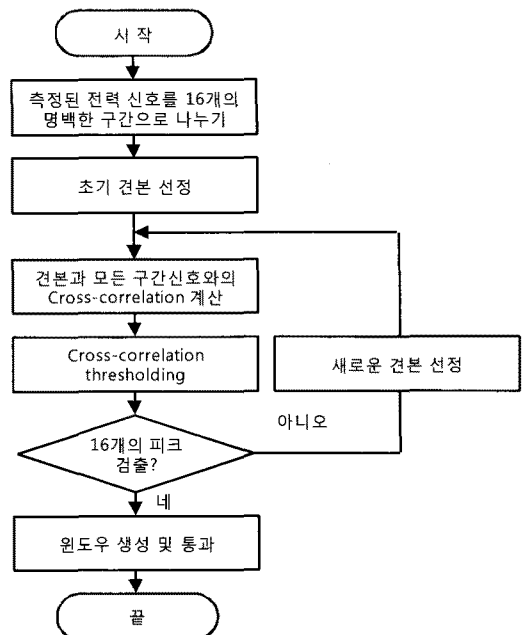 시 작
측정된 전력 신호를 16개의
명백한 구간으로 나누기
초기 견본 선정
견본과 모든 구간신호와의
Cross-correlation 계산
Cross-correlation
thresholding
새로운 견본 선정
16개의 피크
검출?
아니오
네
윈도우 생성 및 통과
끝